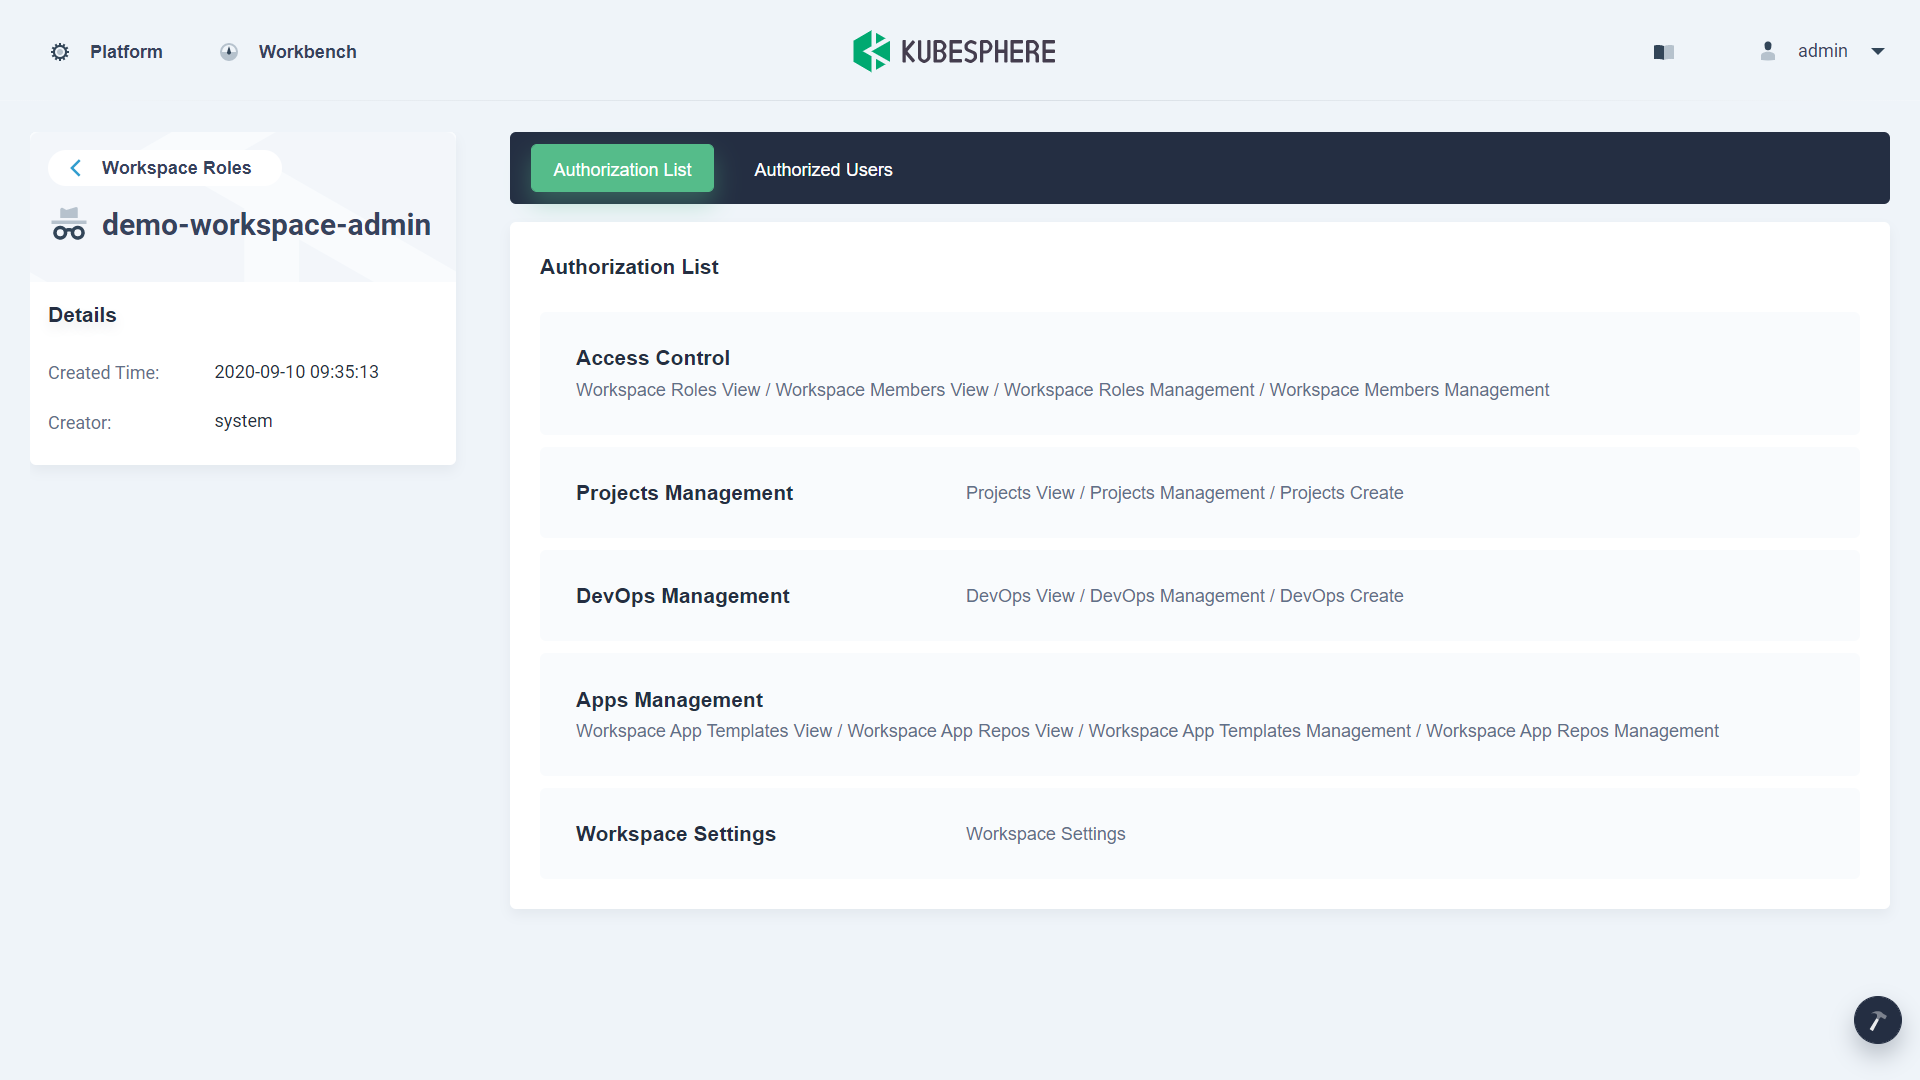 Platform
Workbench
KUBESPHERE
admin
Workspace Roles
demo-workspace-admin
Details
Created Time: 2020-09-10 09:35:13
Creator: system
Authorization List
Authorized Users
Authorization List
Access Control
Workspace Roles View / Workspace Members View / Workspace Roles Management / Workspace Members Management
Projects Management Projects View / Projects Management / Projects Create
DevOps Management DevOps View / DevOps Management / DevOps Create
Apps Management
Workspace App Templates View / Workspace App Repos View / Workspace App Templates Management / Workspace App Repos Management
Workspace Settings Workspace Settings